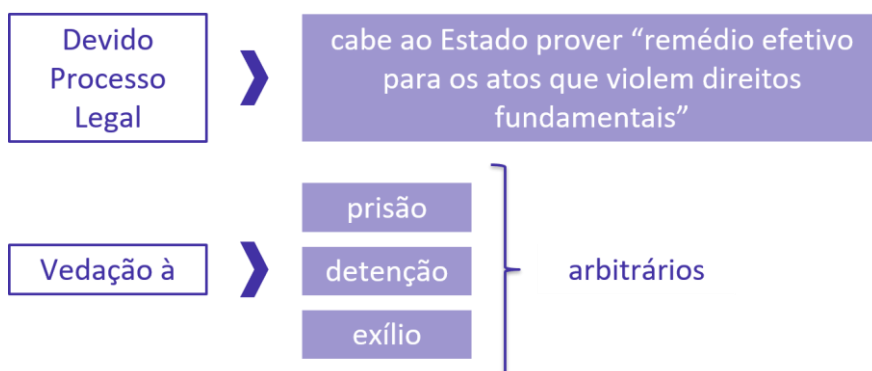 Devido
Processo
Legal
cabe ao Estado prover “remédio efetivo
para os atos que violem direitos
fundamentais”
Vedação à
prisão
detenção
exílio
arbitrários